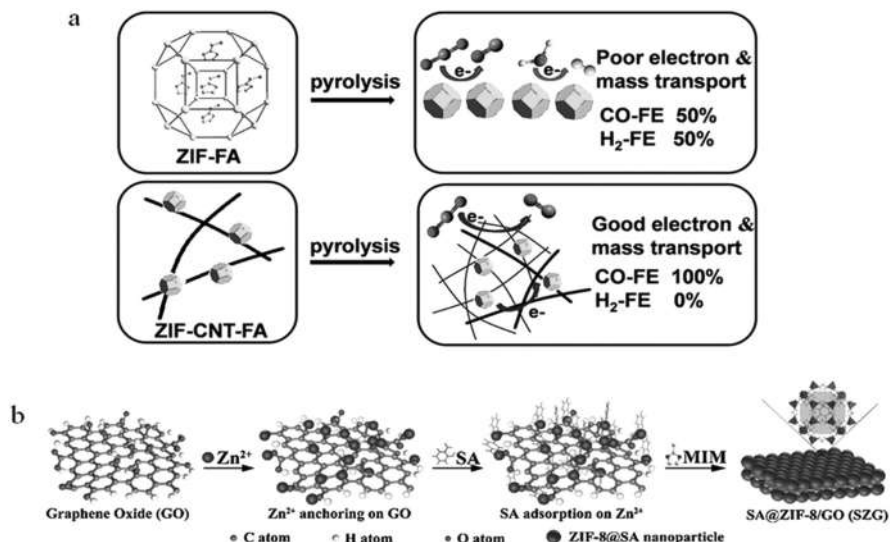 a
ZIF-FA
pyrolysis
e-
e-
Poor electron &
mass transport
CO-FE 50%
H₂-FE 50%
ZIF-CNT-FA
pyrolysis
e-
e-
Good electron &
mass transport
CO-FE 100%
H₂-FE 0%
b
Graphene Oxide (GO)
Zn²⁺
Zn²⁺ anchoring on GO
SA
SA adsorption on Zn²⁺
MIM
SA@ZIF-8/GO (SZG)
C atom
H atom
O atom
ZIF-8@SA nanoparticle